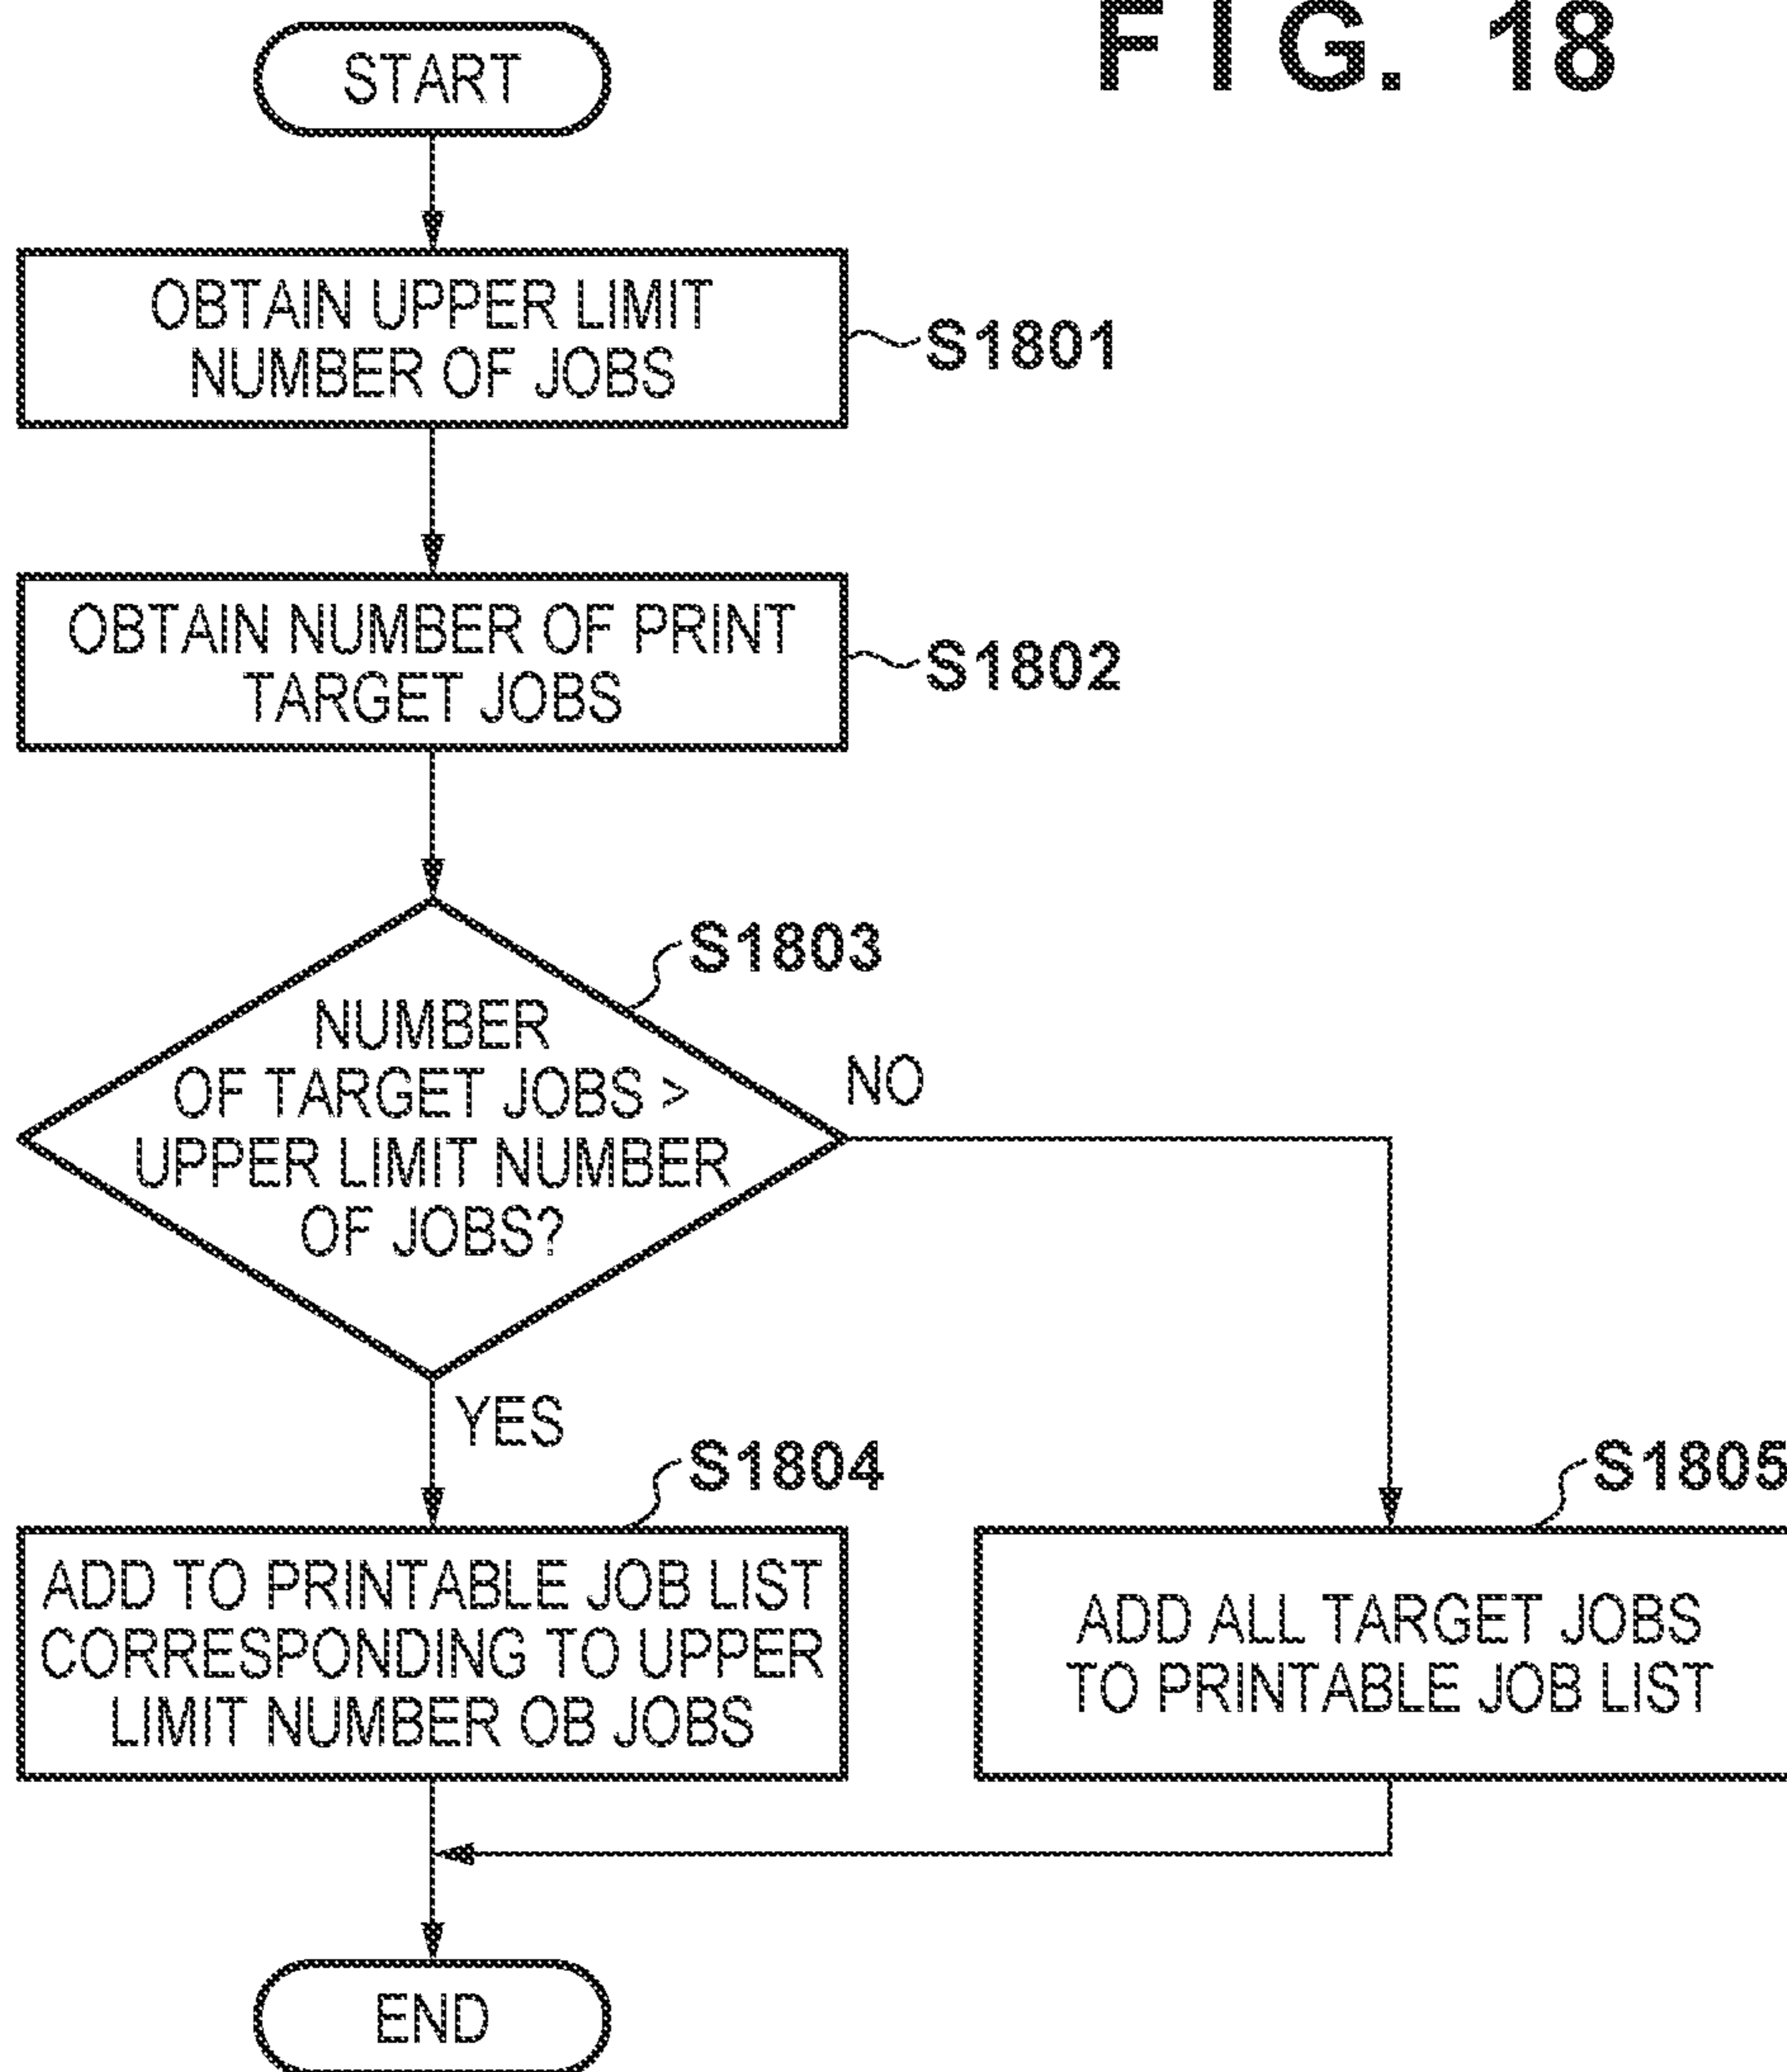 FIG. 18
START
OBTAIN UPPER LIMIT
NUMBER OF JOBS
S1801
OBTAIN NUMBER OF PRINT
TARGET JOBS
S1802
S1803
NUMBER
OF TARGET JOBS >
UPPER LIMIT NUMBER
OF JOBS?
NO
YES
S1804
ADD TO PRINTABLE JOB LIST
CORRESPONDING TO UPPER
LIMIT NUMBER OB JOBS
S1805
ADD ALL TARGET JOBS
TO PRINTABLE JOB LIST
END